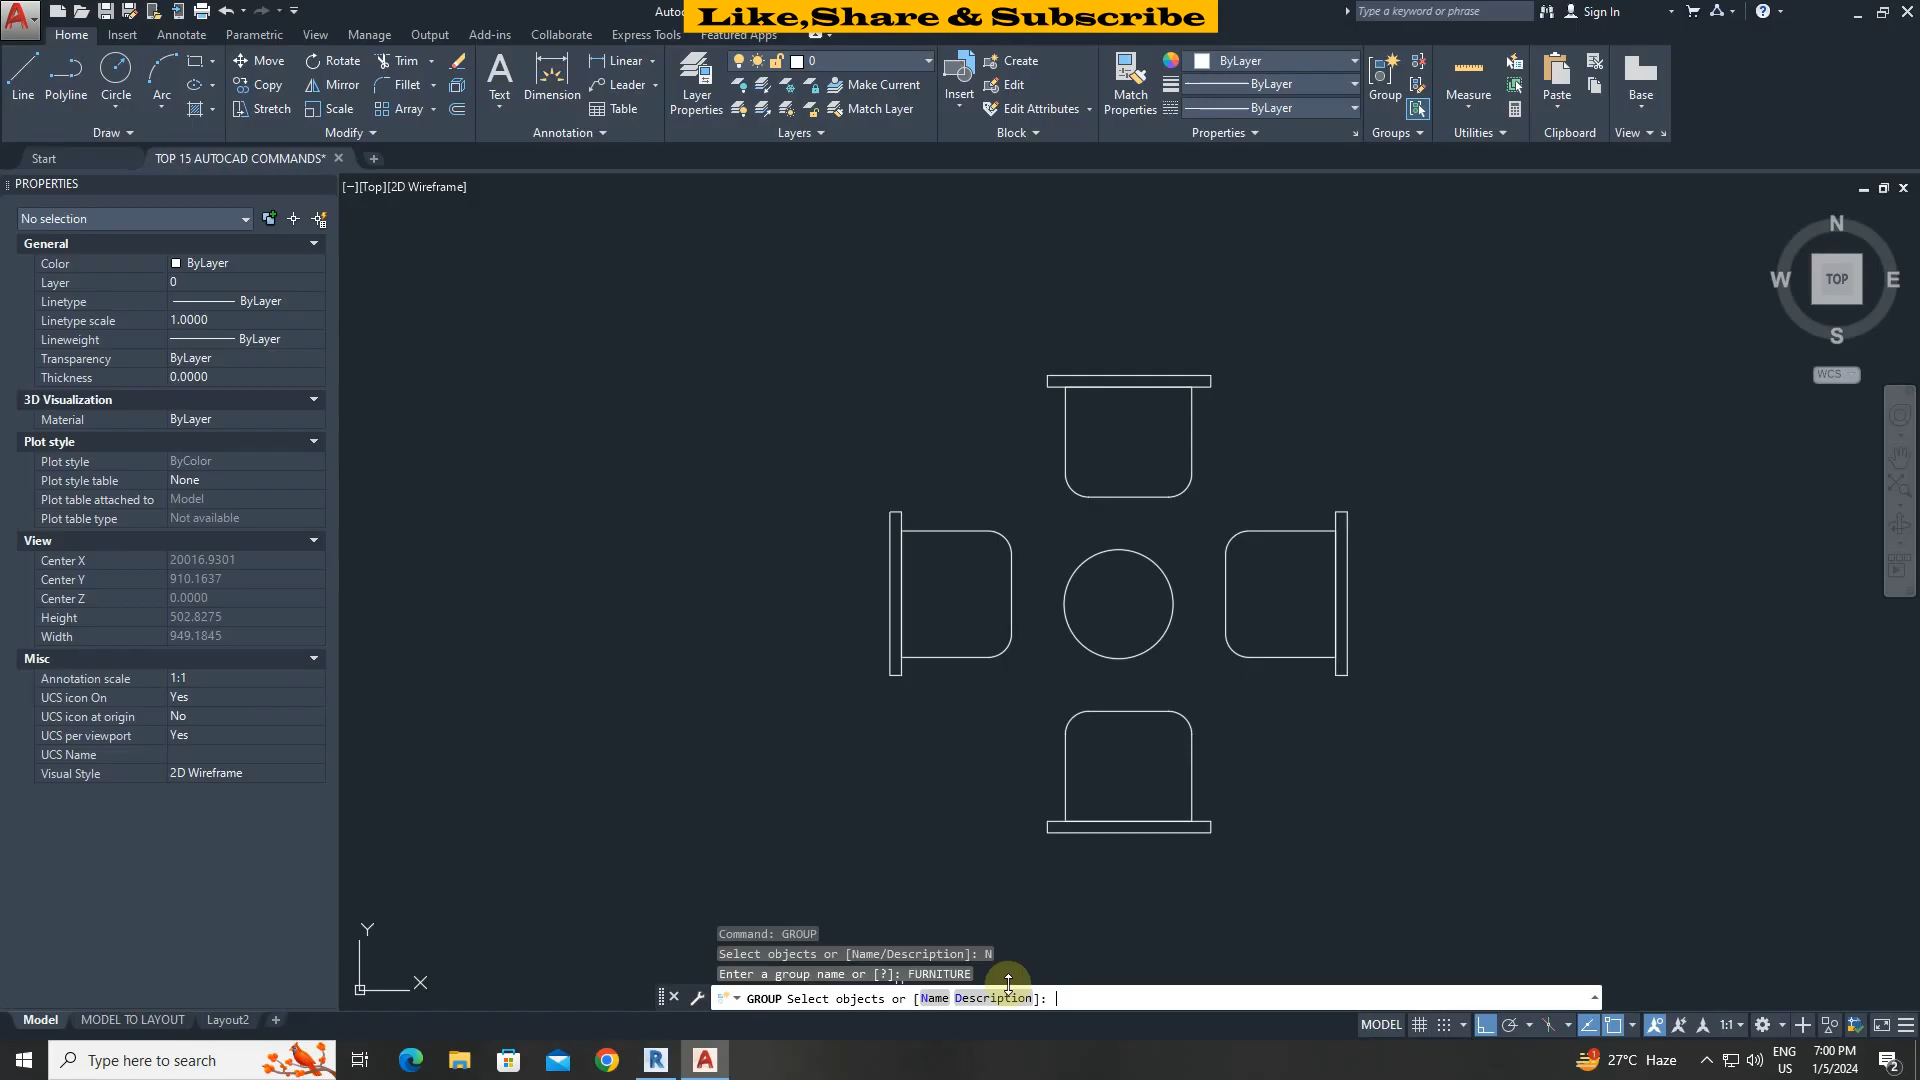 Autod
Like,Share & Subscribe
Type a keyword or phrase
Sign In
Home Insert Annotate Parametric View Manage Output Add-ins Collaborate Express Tools Featured Apps
Line Polyline Circle Arc
Move Rotate Trim
Copy Mirror Fillet
Stretch Scale Array
Text Dimension
Linear
Leader
Table
Layer Properties
0
Make Current
Match Layer
Insert
Create
Edit
Edit Attributes
Match Properties
ByLayer
ByLayer
ByLayer
Group
Measure
Paste
Base
Draw Modify Annotation Layers Block Properties Groups Utilities Clipboard View
Start TOP 15 AUTOCAD COMMANDS*
PROPERTIES
[−][Top][2D Wireframe]
No selection
General
Color ByLayer
Layer 0
Linetype ByLayer
Linetype scale 1.0000
Lineweight ByLayer
Transparency ByLayer
Thickness 0.0000
3D Visualization
Material ByLayer
Plot style
Plot style ByColor
Plot style table None
Plot table attached to Model
Plot table type Not available
View
Center X 20016.9301
Center Y 910.1637
Center Z 0.0000
Height 502.8275
Width 949.1845
Misc
Annotation scale 1:1
UCS icon On Yes
UCS icon at origin No
UCS per viewport Yes
UCS Name
Visual Style 2D Wireframe
N
W TOP E
S
WCS
Y
X
Command: GROUP
Select objects or [Name/Description]: N
Enter a group name or [?]: FURNITURE
GROUP Select objects or [Name Description]:
Model MODEL TO LAYOUT Layout2
MODEL 1:1
Type here to search
27°C Haze
ENG
US
7:00 PM
1/5/2024
2